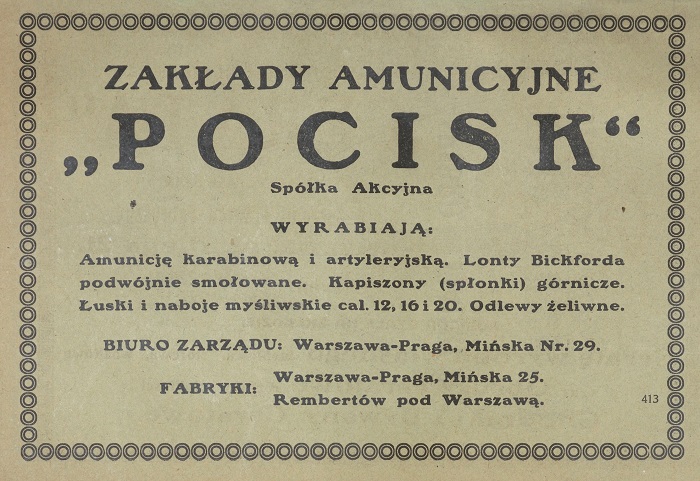 ZAKŁADY AMUNICYJNE
„POCISK“
Spółka Akcyjna
WYRABIAJĄ:
Amunicję karabinową i artyleryjską. Lonty Bickforda
podwójnie smołowane. Kapiszony (spłonki) górnicze.
Łuski i naboje myśliwskie cal. 12, 16 i 20. Odlewy żeliwne.
BIURO ZARZĄDU: Warszawa-Praga, Mińska Nr. 29.
FABRYKI: Warszawa-Praga, Mińska 25.
Rembertów pod Warszawą.
413